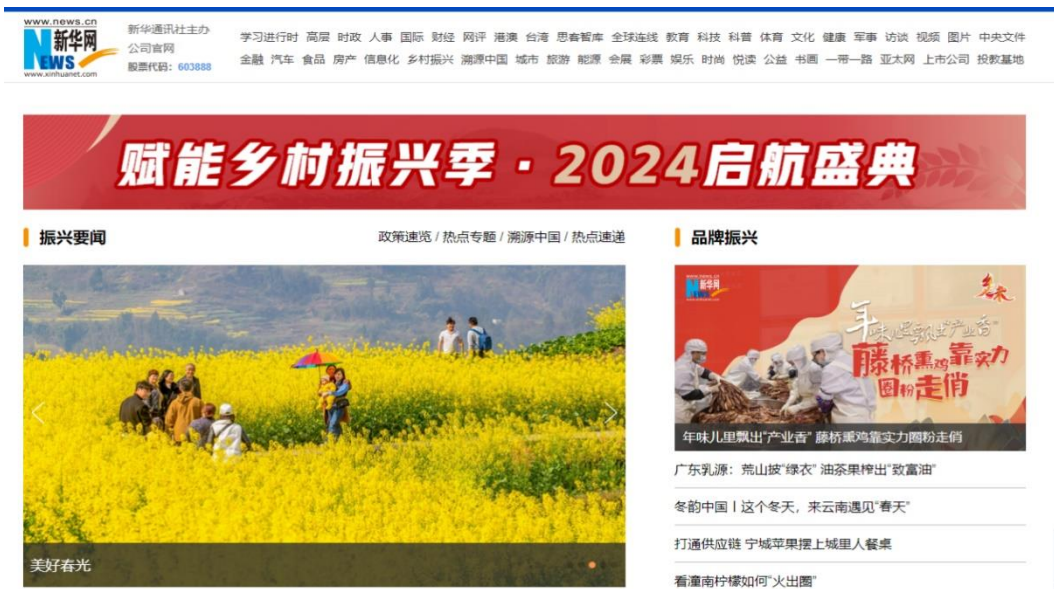 www.news.cn
新华网
NEWS
www.xinhuanet.com
新华通讯社主办
公司官网
股票代码：603888
学习进行时 高层 时政 人事 国际 财经 网评 港澳 台湾 思客智库 全球连线 教育 科技 科普 体育 文化 健康 军事 访谈 视频 图片 中央文件
金融 汽车 食品 房产 信息化 乡村振兴 溯源中国 城市 旅游 能源 会展 彩票 娱乐 时尚 悦读 公益 书画 一带一路 亚太网 上市公司 投教基地
赋能乡村振兴季·2024启航盛典
振兴要闻
政策速览 / 热点专题 / 溯源中国 / 热点速递
美好春光
品牌振兴
www.news.cn
新华网
NEWS
年味儿里飘出"产业香"
藤桥熏鸡靠实力
圈粉走俏
年味儿里飘出"产业香" 藤桥熏鸡靠实力圈粉走俏
广东乳源：荒山披"绿衣" 油茶果榨出"致富油"
冬韵中国丨这个冬天，来云南遇见"春天"
打通供应链 宁城苹果摆上城里人餐桌
看潼南柠檬如何"火出圈"